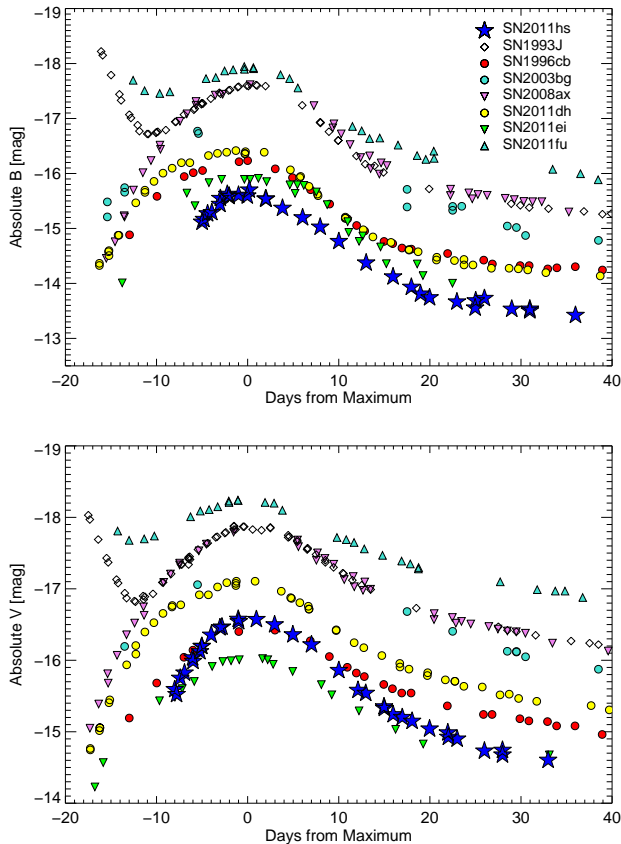 −19
−18
−17
−16
−15
−14
−13
Absolute B [mag]
SN2011hs
SN1993J
SN1996cb
SN2003bg
SN2008ax
SN2011dh
SN2011ei
SN2011fu
−20 −10 0 10 20 30 40
Days from Maximum
−19
−18
−17
−16
−15
−14
Absolute V [mag]
−20 −10 0 10 20 30 40
Days from Maximum